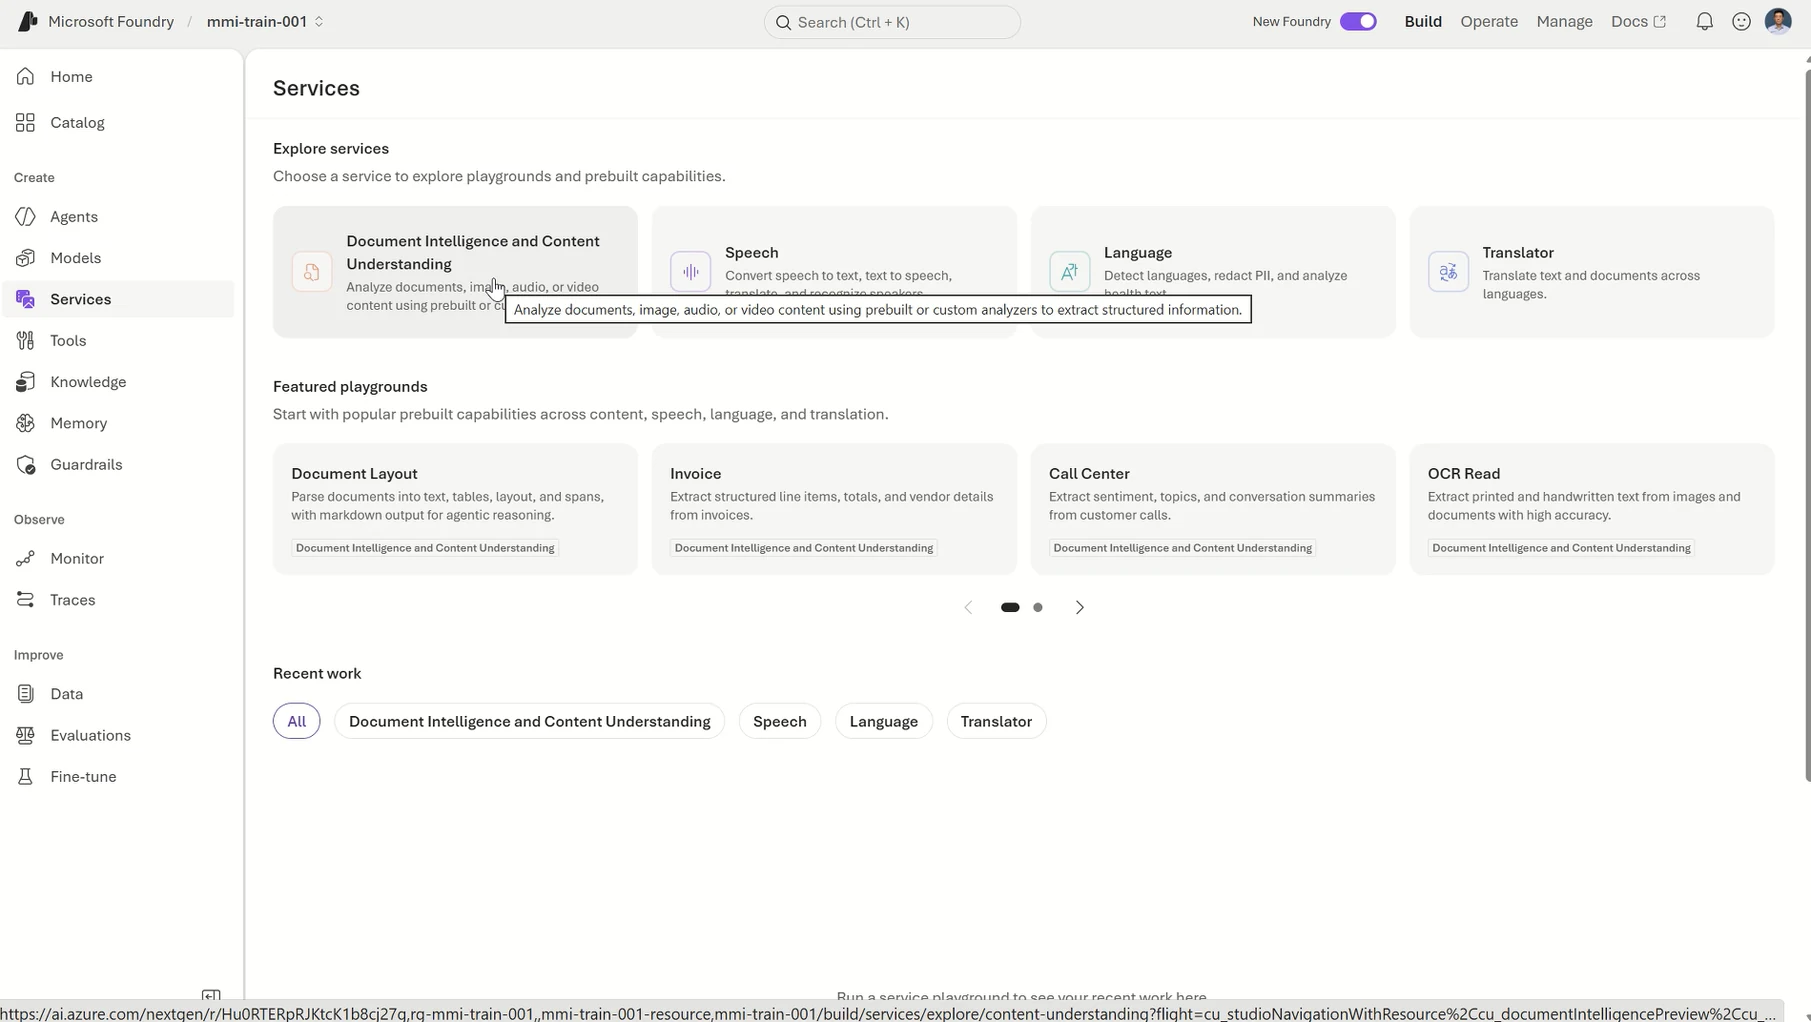 Microsoft Foundry / mmi-train-001
Search (Ctrl + K)
New Foundry
Build
Operate
Manage
Docs
Home
Catalog
Create
Agents
Models
Services
Tools
Knowledge
Memory
Guardrails
Observe
Monitor
Traces
Improve
Data
Evaluations
Fine-tune
Services
Explore services
Choose a service to explore playgrounds and prebuilt capabilities.
Document Intelligence and Content
Understanding
Analyze documents, image, audio, or video
content using prebuilt or
Speech
Convert speech to text, text to speech,
translate, and recognize speakers
Language
Detect languages, redact PII, and analyze
health text.
Translator
Translate text and documents across
languages.
Analyze documents, image, audio, or video content using prebuilt or custom analyzers to extract structured information.
Featured playgrounds
Start with popular prebuilt capabilities across content, speech, language, and translation.
Document Layout
Parse documents into text, tables, layout, and spans,
with markdown output for agentic reasoning.
Document Intelligence and Content Understanding
Invoice
Extract structured line items, totals, and vendor details
from invoices.
Document Intelligence and Content Understanding
Call Center
Extract sentiment, topics, and conversation summaries
from customer calls.
Document Intelligence and Content Understanding
OCR Read
Extract printed and handwritten text from images and
documents with high accuracy.
Document Intelligence and Content Understanding
Recent work
All
Document Intelligence and Content Understanding
Speech
Language
Translator
Run a service playground to see your recent work here
https://ai.azure.com/nextgen/r/Hu0RTERpRJKtcK1b8cj27q,rg-mmi-train-001,,mmi-train-001-resource,mmi-train-001/build/services/explore/content-understanding?flight=cu_studioNavigationWithResource%2Ccu_documentIntelligencePreview%2Ccu_...